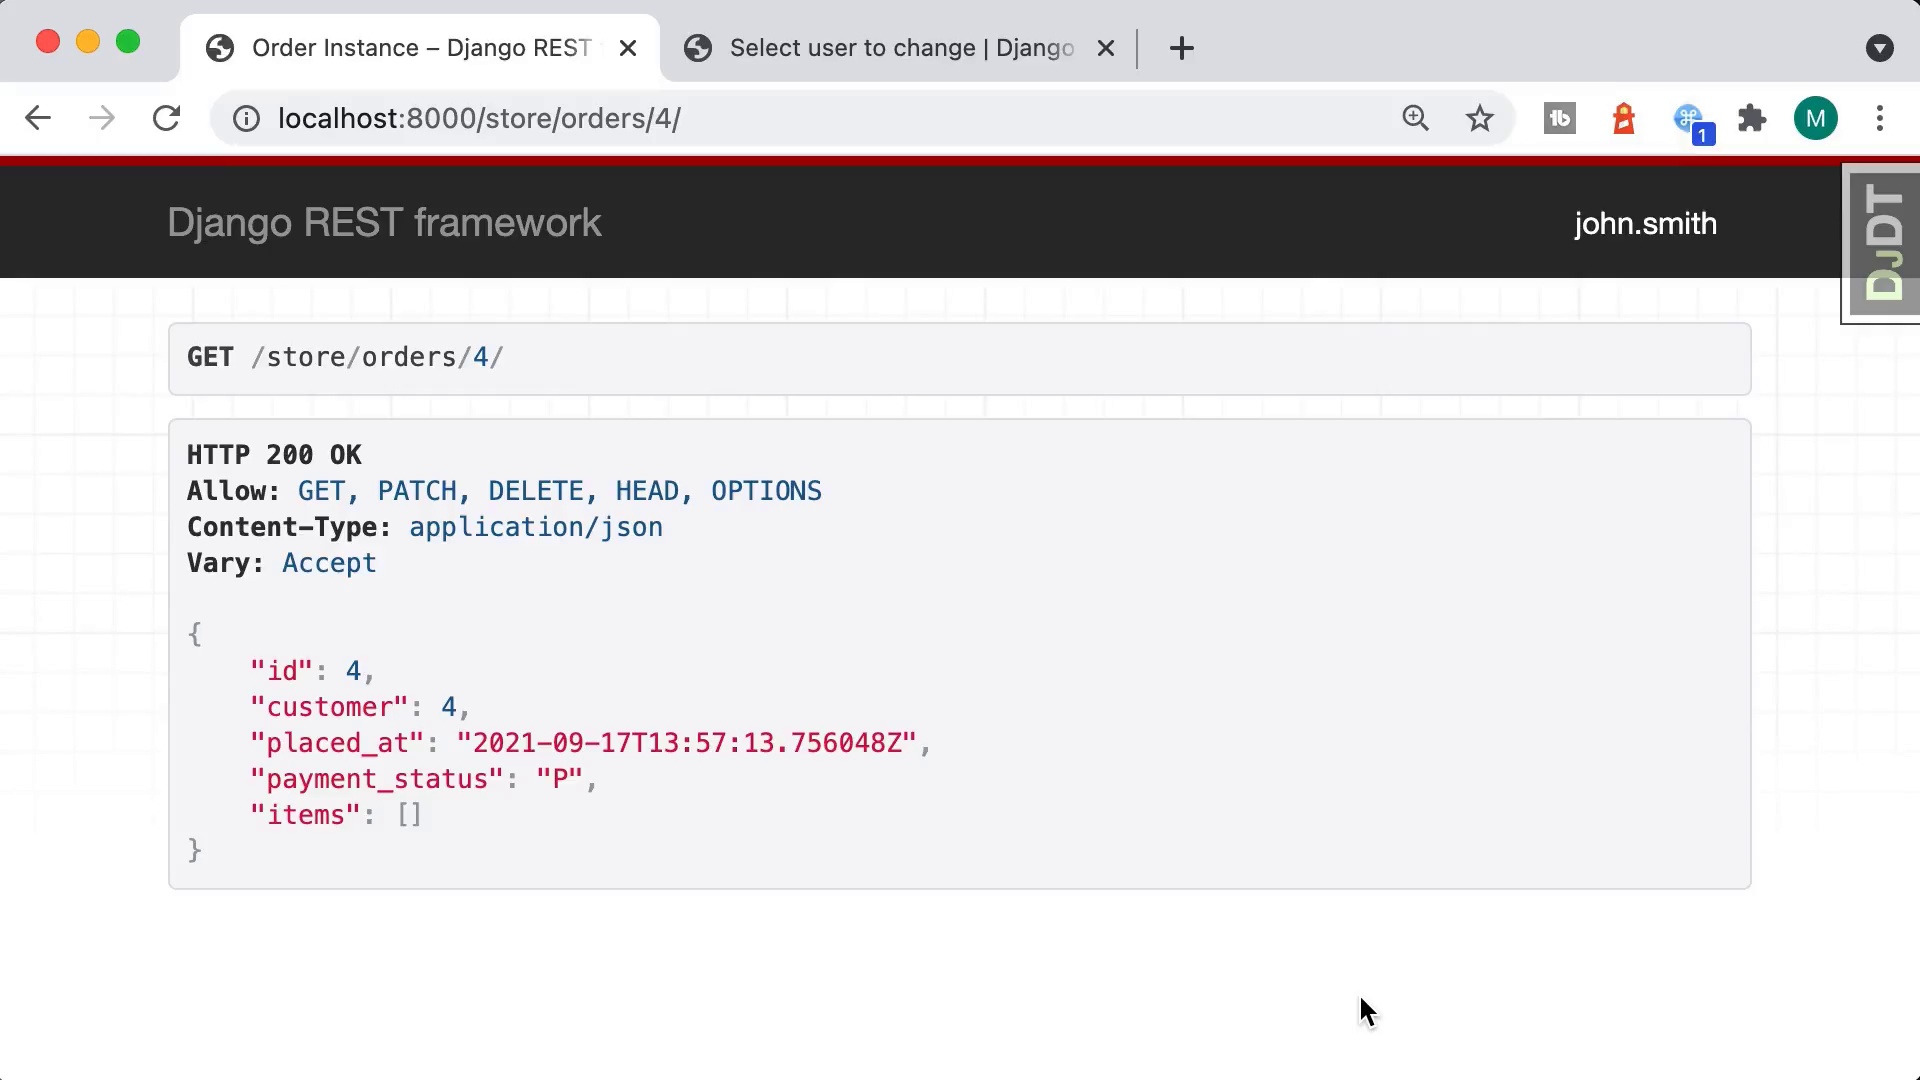 Order Instance – Django REST
Select user to change | Django
localhost:8000/store/orders/4/
tb
1
M
Django REST framework
john.smith
DJDT
GET /store/orders/4/
HTTP 200 OK
Allow: GET, PATCH, DELETE, HEAD, OPTIONS
Content-Type: application/json
Vary: Accept
{
"id": 4,
"customer": 4,
"placed_at": "2021-09-17T13:57:13.756048Z",
"payment_status": "P",
"items": []
}